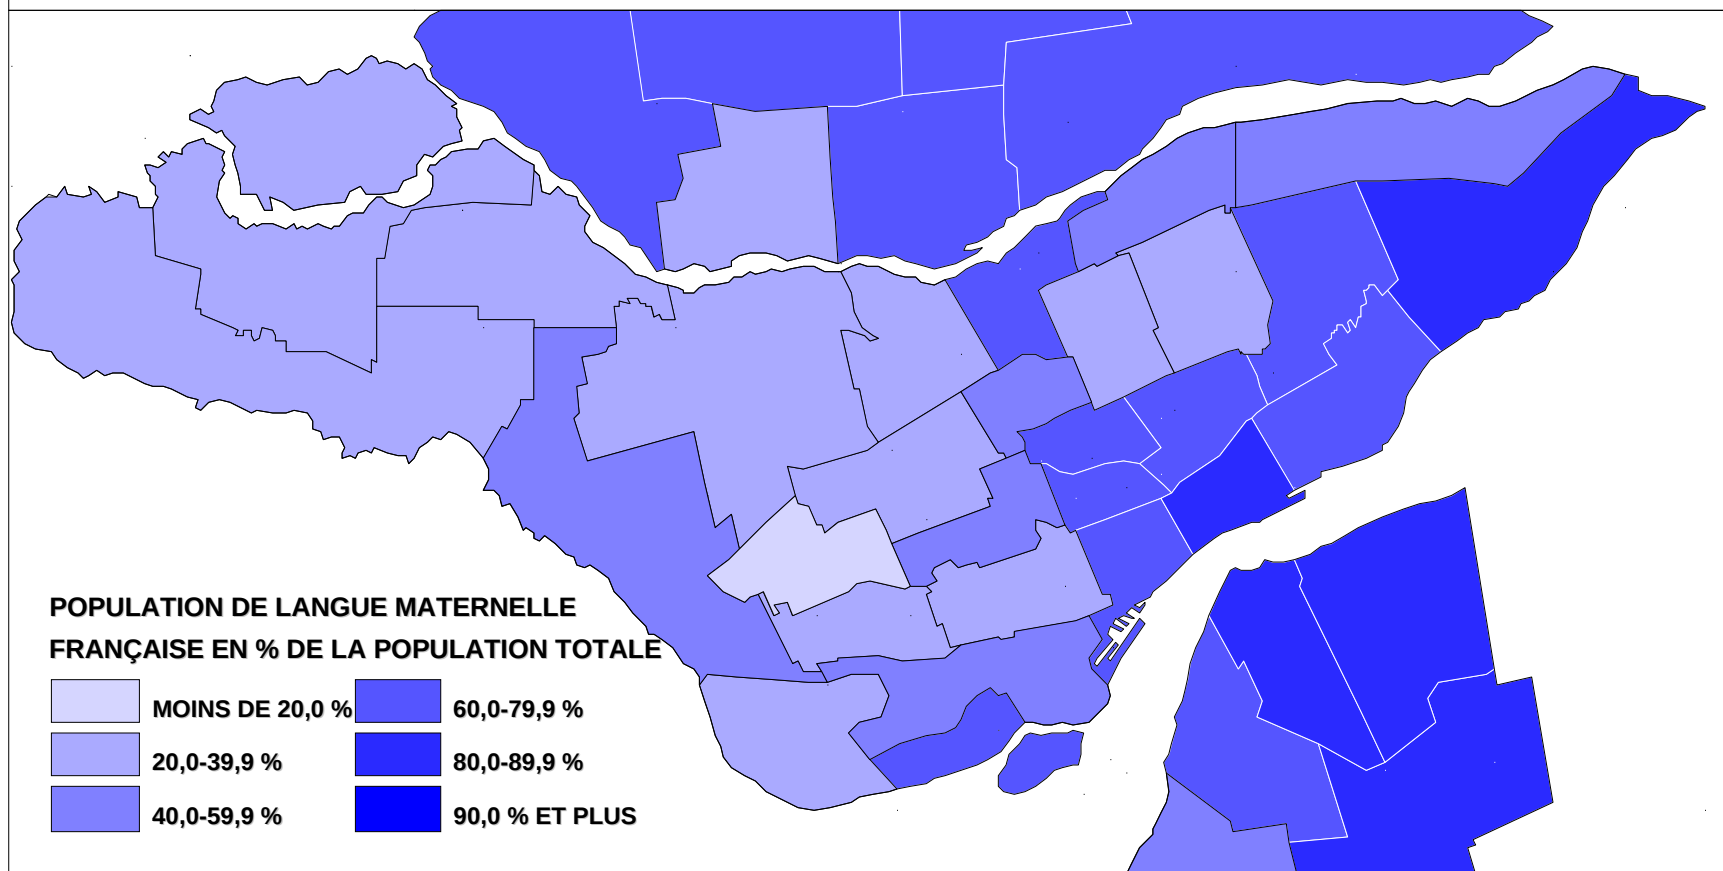 POPULATION DE LANGUE MATERNELLE
FRANÇAISE EN % DE LA POPULATION TOTALE
MOINS DE 20,0 %
20,0-39,9 %
40,0-59,9 %
60,0-79,9 %
80,0-89,9 %
90,0 % ET PLUS